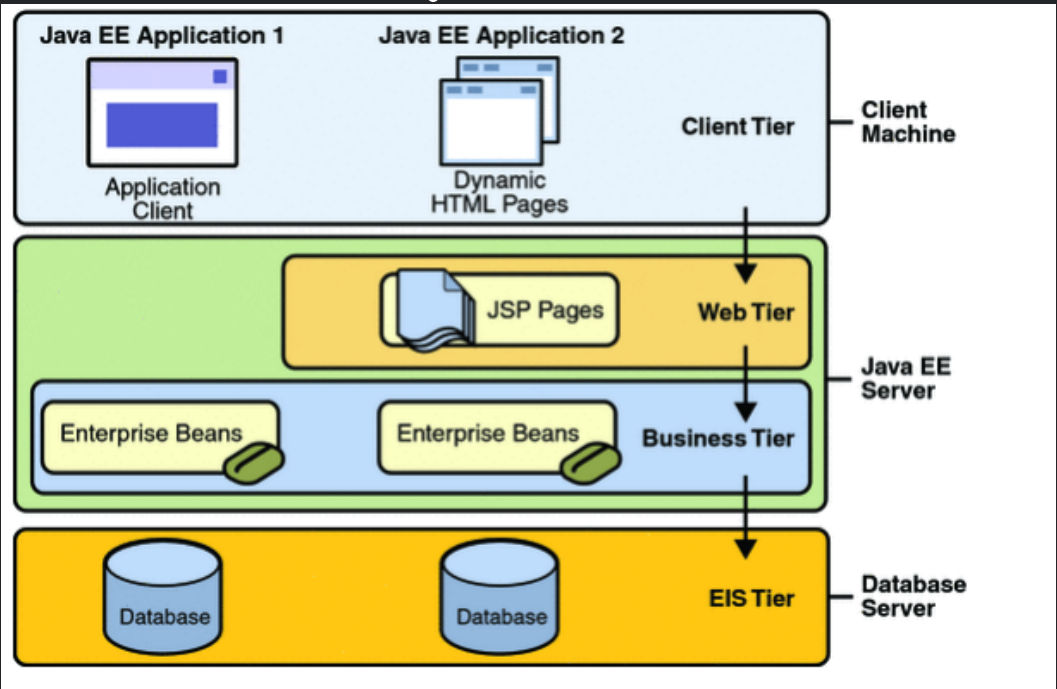 Java EE Application 1
Java EE Application 2
Application
Client
Dynamic
HTML Pages
Client Tier
Client
Machine
JSP Pages
Web Tier
Java EE
Server
Enterprise Beans
Enterprise Beans
Business Tier
Database
Database
EIS Tier
Database
Server